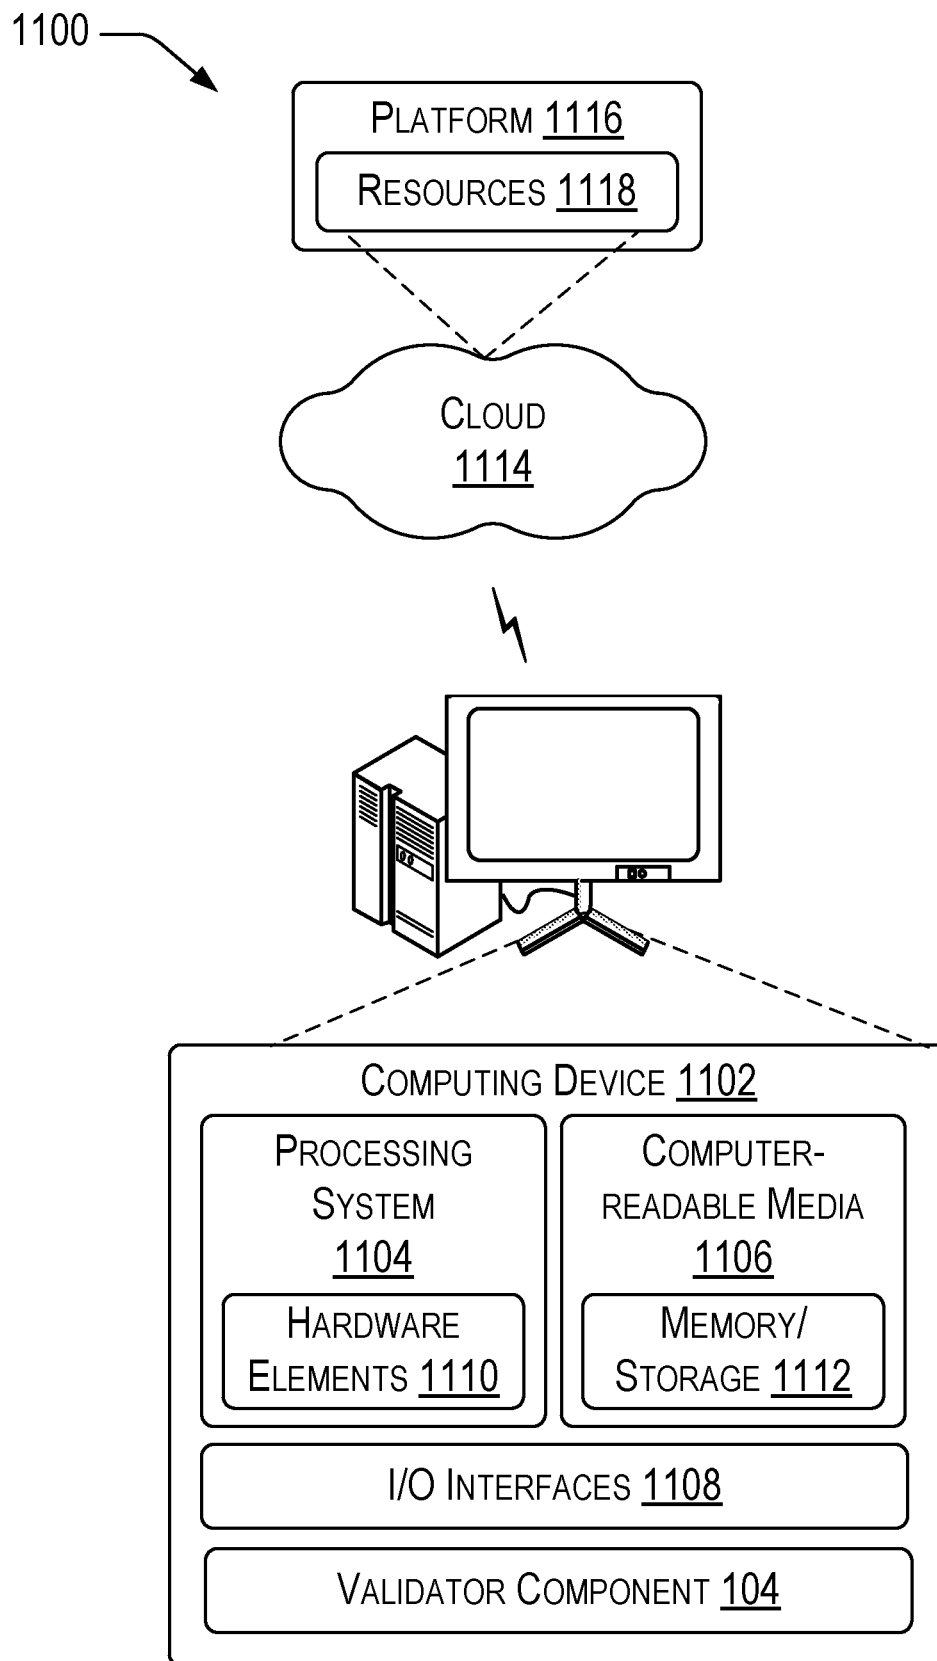 1100
PLATFORM 1116
RESOURCES 1118
CLOUD
1114
COMPUTING DEVICE 1102
PROCESSING
SYSTEM
1104
HARDWARE
ELEMENTS 1110
COMPUTER-
READABLE MEDIA
1106
MEMORY/
STORAGE 1112
I/O INTERFACES 1108
VALIDATOR COMPONENT 104